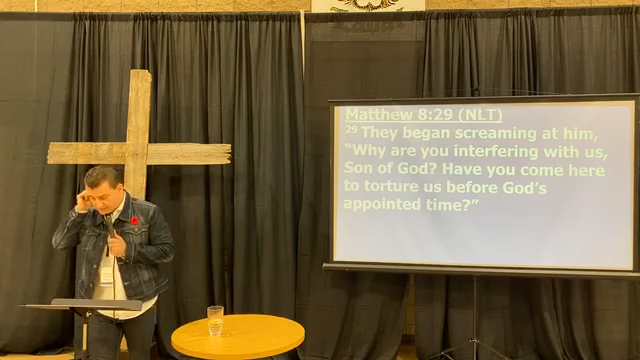 Matthew 8:29 (NLT)
29 They began screaming at him,
“Why are you interfering with us,
Son of God? Have you come here
to torture us before God’s
appointed time?”